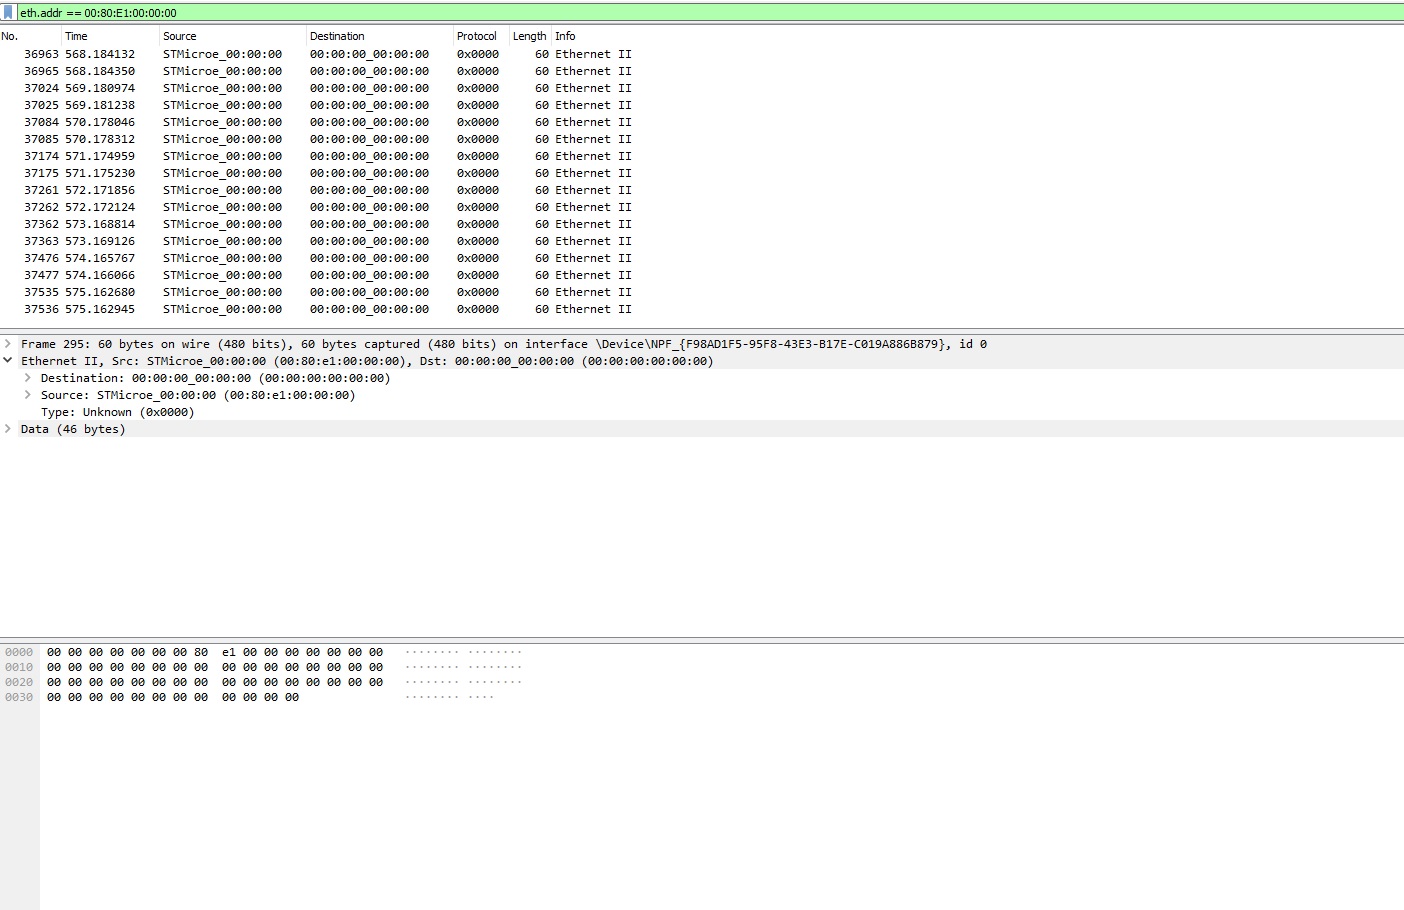 eth.addr == 00:80:E1:00:00:00
No. Time Source Destination Protocol Length Info
36963 568.184132 STMicroe_00:00:00 00:00:00_00:00:00 0x0000 60 Ethernet II
36965 568.184350 STMicroe_00:00:00 00:00:00_00:00:00 0x0000 60 Ethernet II
37024 569.180974 STMicroe_00:00:00 00:00:00_00:00:00 0x0000 60 Ethernet II
37025 569.181238 STMicroe_00:00:00 00:00:00_00:00:00 0x0000 60 Ethernet II
37084 570.178046 STMicroe_00:00:00 00:00:00_00:00:00 0x0000 60 Ethernet II
37085 570.178312 STMicroe_00:00:00 00:00:00_00:00:00 0x0000 60 Ethernet II
37174 571.174959 STMicroe_00:00:00 00:00:00_00:00:00 0x0000 60 Ethernet II
37175 571.175230 STMicroe_00:00:00 00:00:00_00:00:00 0x0000 60 Ethernet II
37261 572.171856 STMicroe_00:00:00 00:00:00_00:00:00 0x0000 60 Ethernet II
37262 572.172124 STMicroe_00:00:00 00:00:00_00:00:00 0x0000 60 Ethernet II
37362 573.168814 STMicroe_00:00:00 00:00:00_00:00:00 0x0000 60 Ethernet II
37363 573.169126 STMicroe_00:00:00 00:00:00_00:00:00 0x0000 60 Ethernet II
37476 574.165767 STMicroe_00:00:00 00:00:00_00:00:00 0x0000 60 Ethernet II
37477 574.166066 STMicroe_00:00:00 00:00:00_00:00:00 0x0000 60 Ethernet II
37535 575.162680 STMicroe_00:00:00 00:00:00_00:00:00 0x0000 60 Ethernet II
37536 575.162945 STMicroe_00:00:00 00:00:00_00:00:00 0x0000 60 Ethernet II
Frame 295: 60 bytes on wire (480 bits), 60 bytes captured (480 bits) on interface \Device\NPF_{F98AD1F5-95F8-43E3-B17E-C019A886B879}, id 0
Ethernet II, Src: STMicroe_00:00:00 (00:80:e1:00:00:00), Dst: 00:00:00_00:00:00 (00:00:00:00:00:00)
Destination: 00:00:00_00:00:00 (00:00:00:00:00:00)
Source: STMicroe_00:00:00 (00:80:e1:00:00:00)
Type: Unknown (0x0000)
Data (46 bytes)
0000 00 00 00 00 00 00 00 80 e1 00 00 00 00 00 00 00 ········ ········
0010 00 00 00 00 00 00 00 00 00 00 00 00 00 00 00 00 ········ ········
0020 00 00 00 00 00 00 00 00 00 00 00 00 00 00 00 00 ········ ········
0030 00 00 00 00 00 00 00 00 00 00 00 00 ········ ····